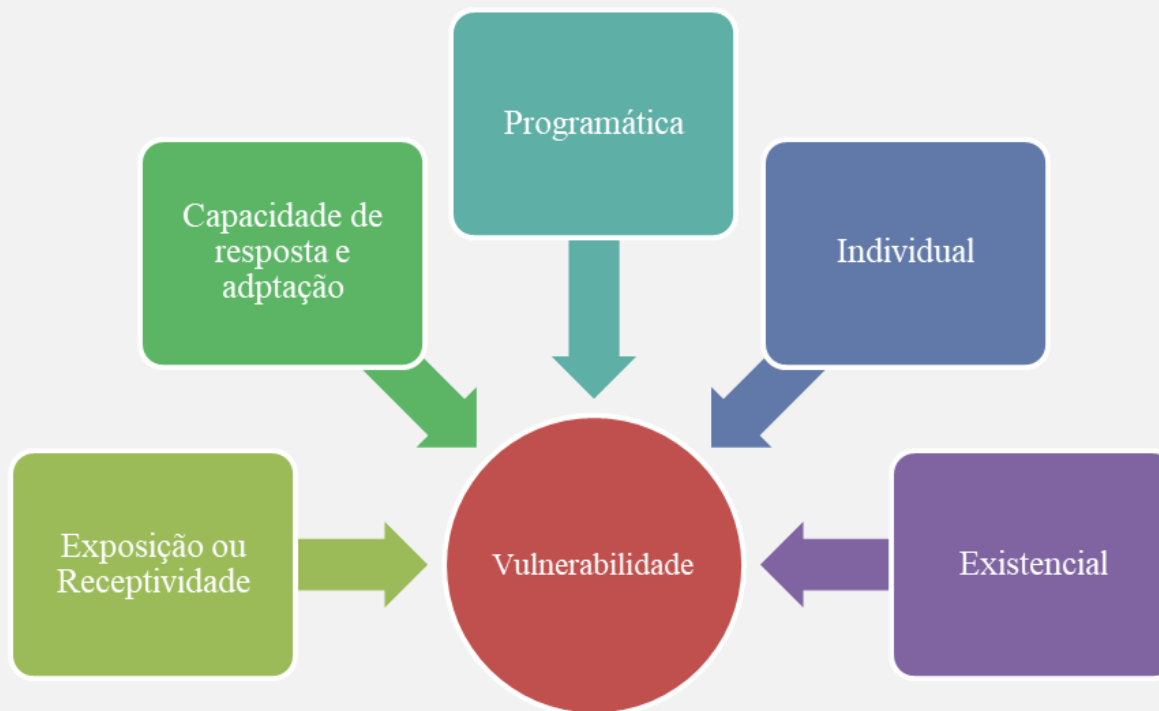 Programática
Capacidade de
resposta e
adptação
Individual
Exposição ou
Receptividade
Vulnerabilidade
Existencial